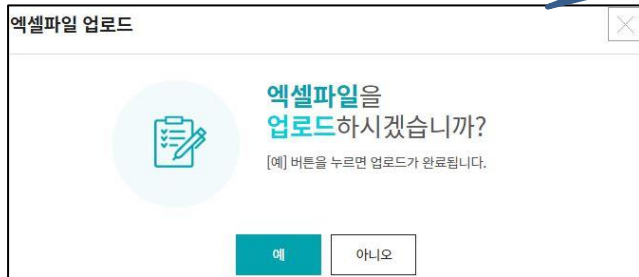 엑셀파일 업로드
엑셀파일을
업로드하시겠습니까?
[예] 버튼을 누르면 업로드가 완료됩니다.
예
아니오